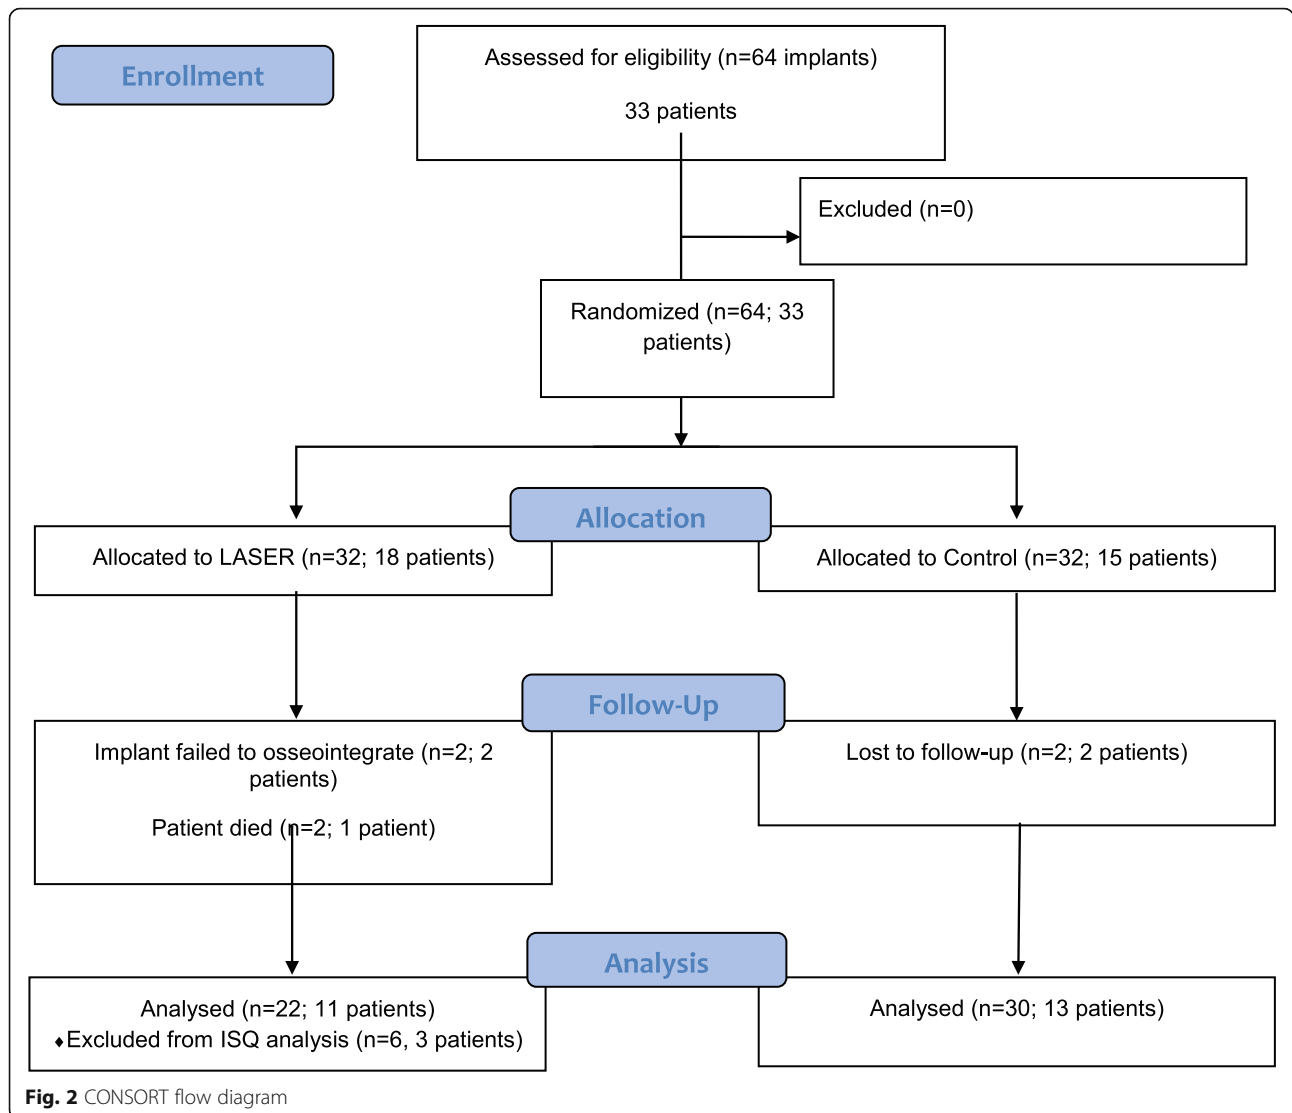 Enrollment
Assessed for eligibility (n=64 implants)
33 patients
Excluded (n=0)
Randomized (n=64; 33
patients)
Allocation
Allocated to LASER (n=32; 18 patients)
Allocated to Control (n=32; 15 patients)
Follow-Up
Implant failed to osseointegrate (n=2; 2
patients)
Patient died (n=2; 1 patient)
Lost to follow-up (n=2; 2 patients)
Analysis
Analysed (n=22; 11 patients)
♦Excluded from ISQ analysis (n=6, 3 patients)
Analysed (n=30; 13 patients)
Fig. 2 CONSORT flow diagram